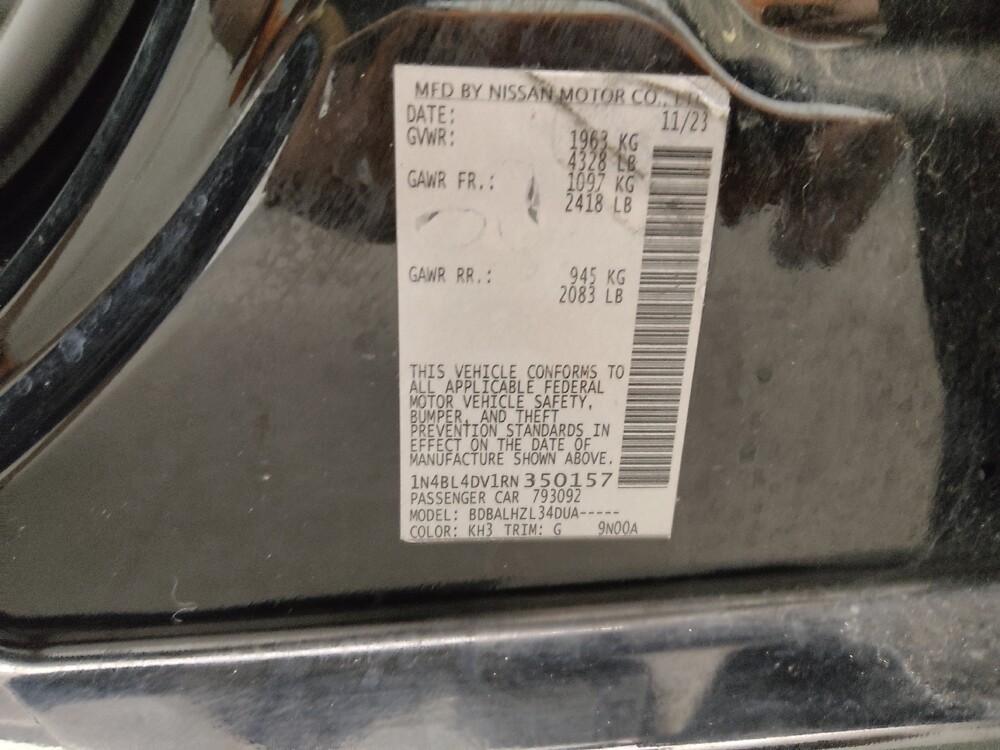 MFD BY NISSAN MOTOR CO., LTD
DATE: 11/23
GVWR: 1963 KG
4328 LB
GAWR FR.: 1097 KG
2418 LB
GAWR RR.: 945 KG
2083 LB
THIS VEHICLE CONFORMS TO
ALL APPLICABLE FEDERAL
MOTOR VEHICLE SAFETY,
BUMPER, AND THEFT
PREVENTION STANDARDS IN
EFFECT ON THE DATE OF
MANUFACTURE SHOWN ABOVE.
1N4BL4DV1RN350157
PASSENGER CAR 793092
MODEL: BDBALHZL34DUA-----
COLOR: KH3 TRIM: G 9N00A